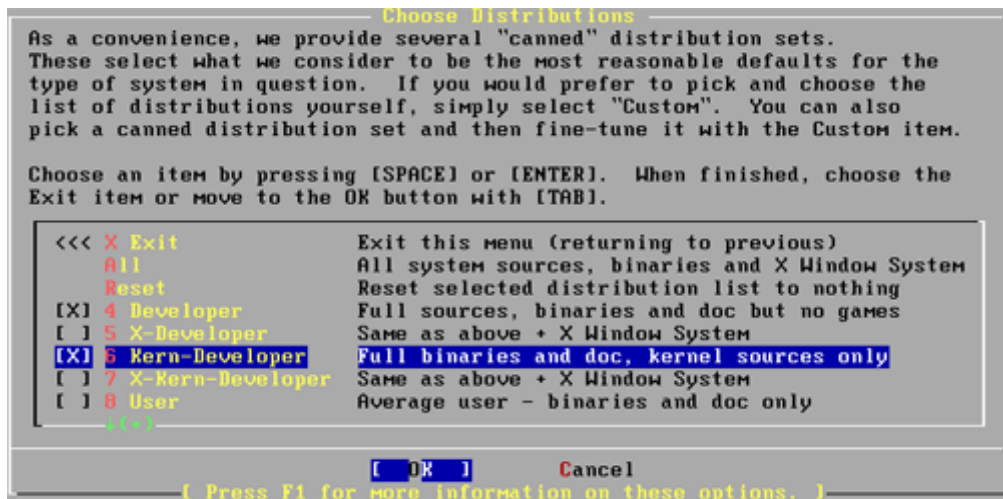 Choose Distributions
As a convenience, we provide several "canned" distribution sets.
These select what we consider to be the most reasonable defaults for the
type of system in question.  If you would prefer to pick and choose the
list of distributions yourself, simply select "Custom".  You can also
pick a canned distribution set and then fine-tune it with the Custom item.
Choose an item by pressing [SPACE] or [ENTER].  When finished, choose the
Exit item or move to the OK button with [TAB].
<<< X Exit Exit this menu (returning to previous)
All All system sources, binaries and X Window System
Reset Reset selected distribution list to nothing
[X] 4 Developer Full sources, binaries and doc but no games
[ ] 5 X-Developer Same as above + X Window System
[X] 6 Kern-Developer Full binaries and doc, kernel sources only
[ ] 7 X-Kern-Developer Same as above + X Window System
[ ] 8 User Average user - binaries and doc only
↓(+)
[ OK ] Cancel
[ Press F1 for more information on these options. ]